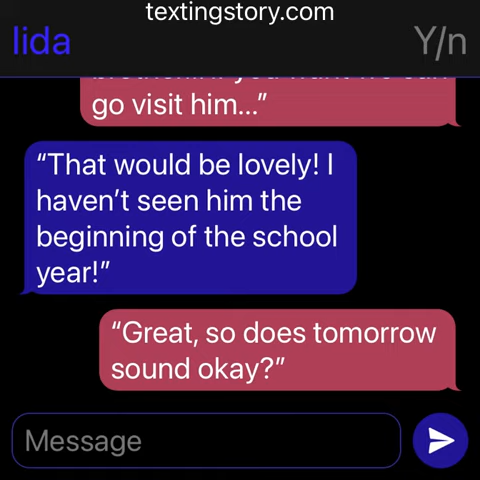 textingstory.com
Iida
Y/n
go visit him...”
“That would be lovely! I
haven’t seen him the
beginning of the school
year!”
“Great, so does tomorrow
sound okay?”
Message